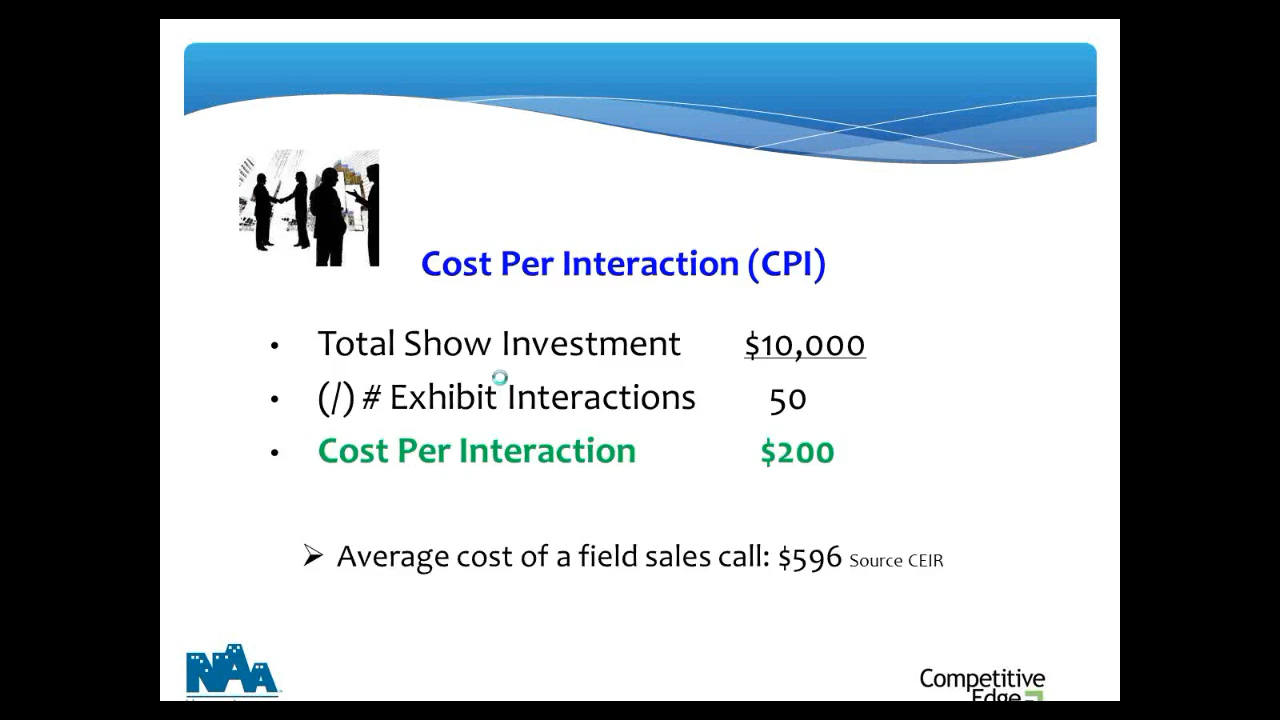 Cost Per Interaction (CPI)
• Total Show Investment $10,000
• (/) # Exhibit Interactions 50
• Cost Per Interaction $200
➢ Average cost of a field sales call: $596 Source CEIR
NAA
Competitive
Edge